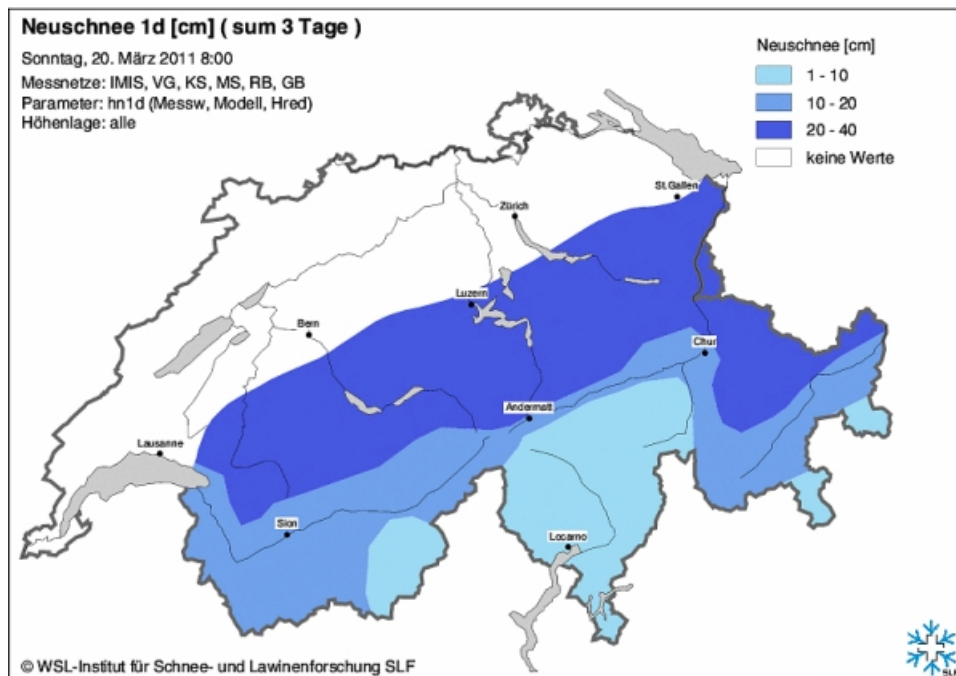 Neuschnee 1d [cm] ( sum 3 Tage )
Sonntag, 20. März 2011 8:00
Messnetze: IMIS, VG, KS, MS, RB, GB
Parameter: hn1d (Messw, Modell, Hred)
Höhenlage: alle
Neuschnee [cm]
1 - 10
10 - 20
20 - 40
keine Werte
St.Gallen
Zürich
Luzern
Bern
Chur
Andermatt
Lausanne
Sion
Locarno
© WSL-Institut für Schnee- und Lawinenforschung SLF
SLF